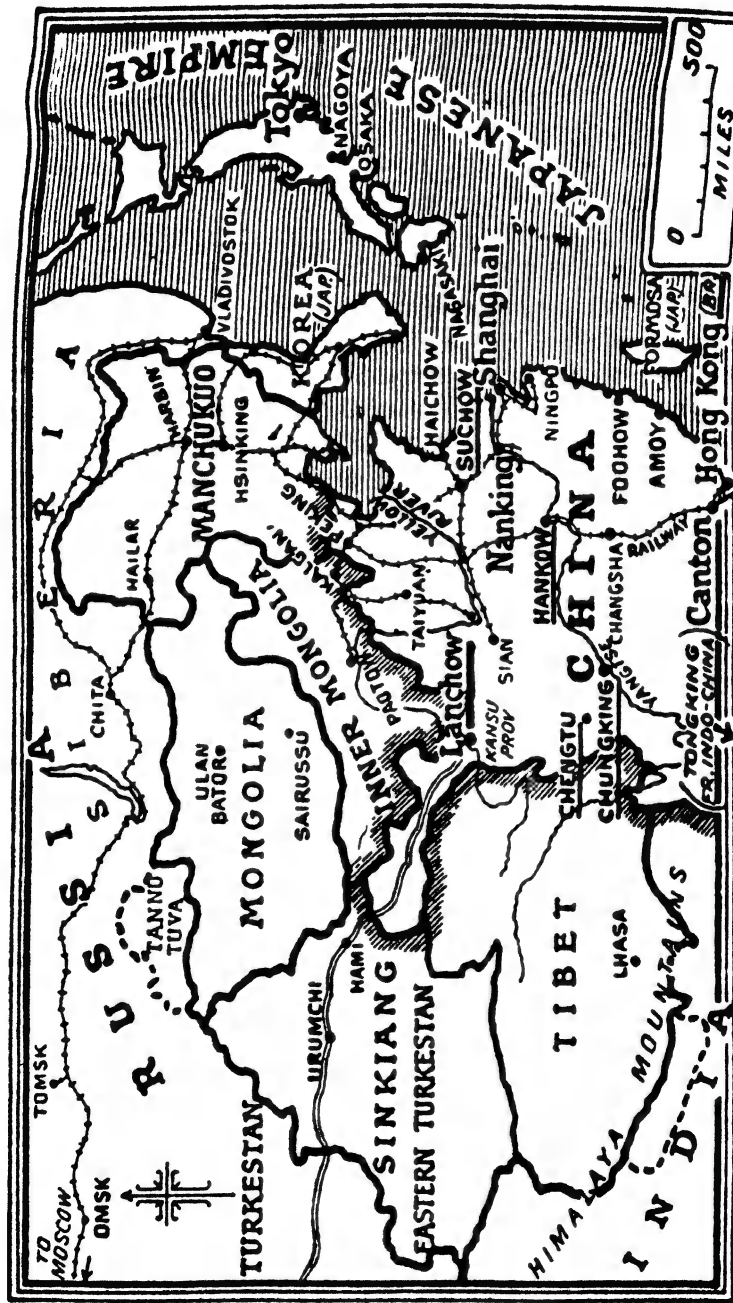 TO
MOSCOW
OMSK
TOMSK
RUSSIA
SIBERIA
CHITA
HAILAR
HARBIN
MANCHUKUO
HSINKING
VLADIVOSTOK
KOREA
(JAP.)
JAPANESE
EMPIRE
Tokyo
NAGOYA
OSAKA
NAGASAKI
TANNU
TUVA
MONGOLIA
ULAN
BATOR
SAIRUSSU
INNER MONGOLIA
KALGAN
PEKING
PAOTOW
TAIYUAN
YELLOW
RIVER
HAICHOW
SUCHOW
Shanghai
Nanking
NINGPO
TURKESTAN
URUMCHI
HAMI
SINKIANG
EASTERN TURKESTAN
Lanchow
KANSU
PROV
SIAN
HANKOW
CHINA
CHENGTU
CHUNGKING
YANGTSE
CHANGSHA
RAILWAY
FOOHOW
AMOY
FORMOSA
(JAP.)
TIBET
LHASA
HIMALAYA MOUNTAINS
INDIA
(TONGKING
FR. INDO-CHINA)
Canton
Hong Kong (BR)
0 500
MILES